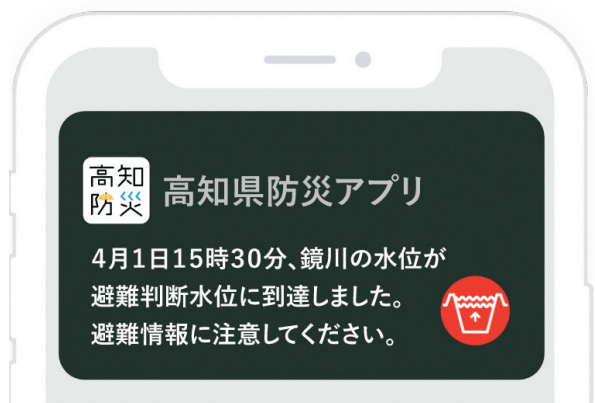 高知
防災
高知県防災アプリ
4月1日15時30分、鏡川の水位が
避難判断水位に到達しました。
避難情報に注意してください。